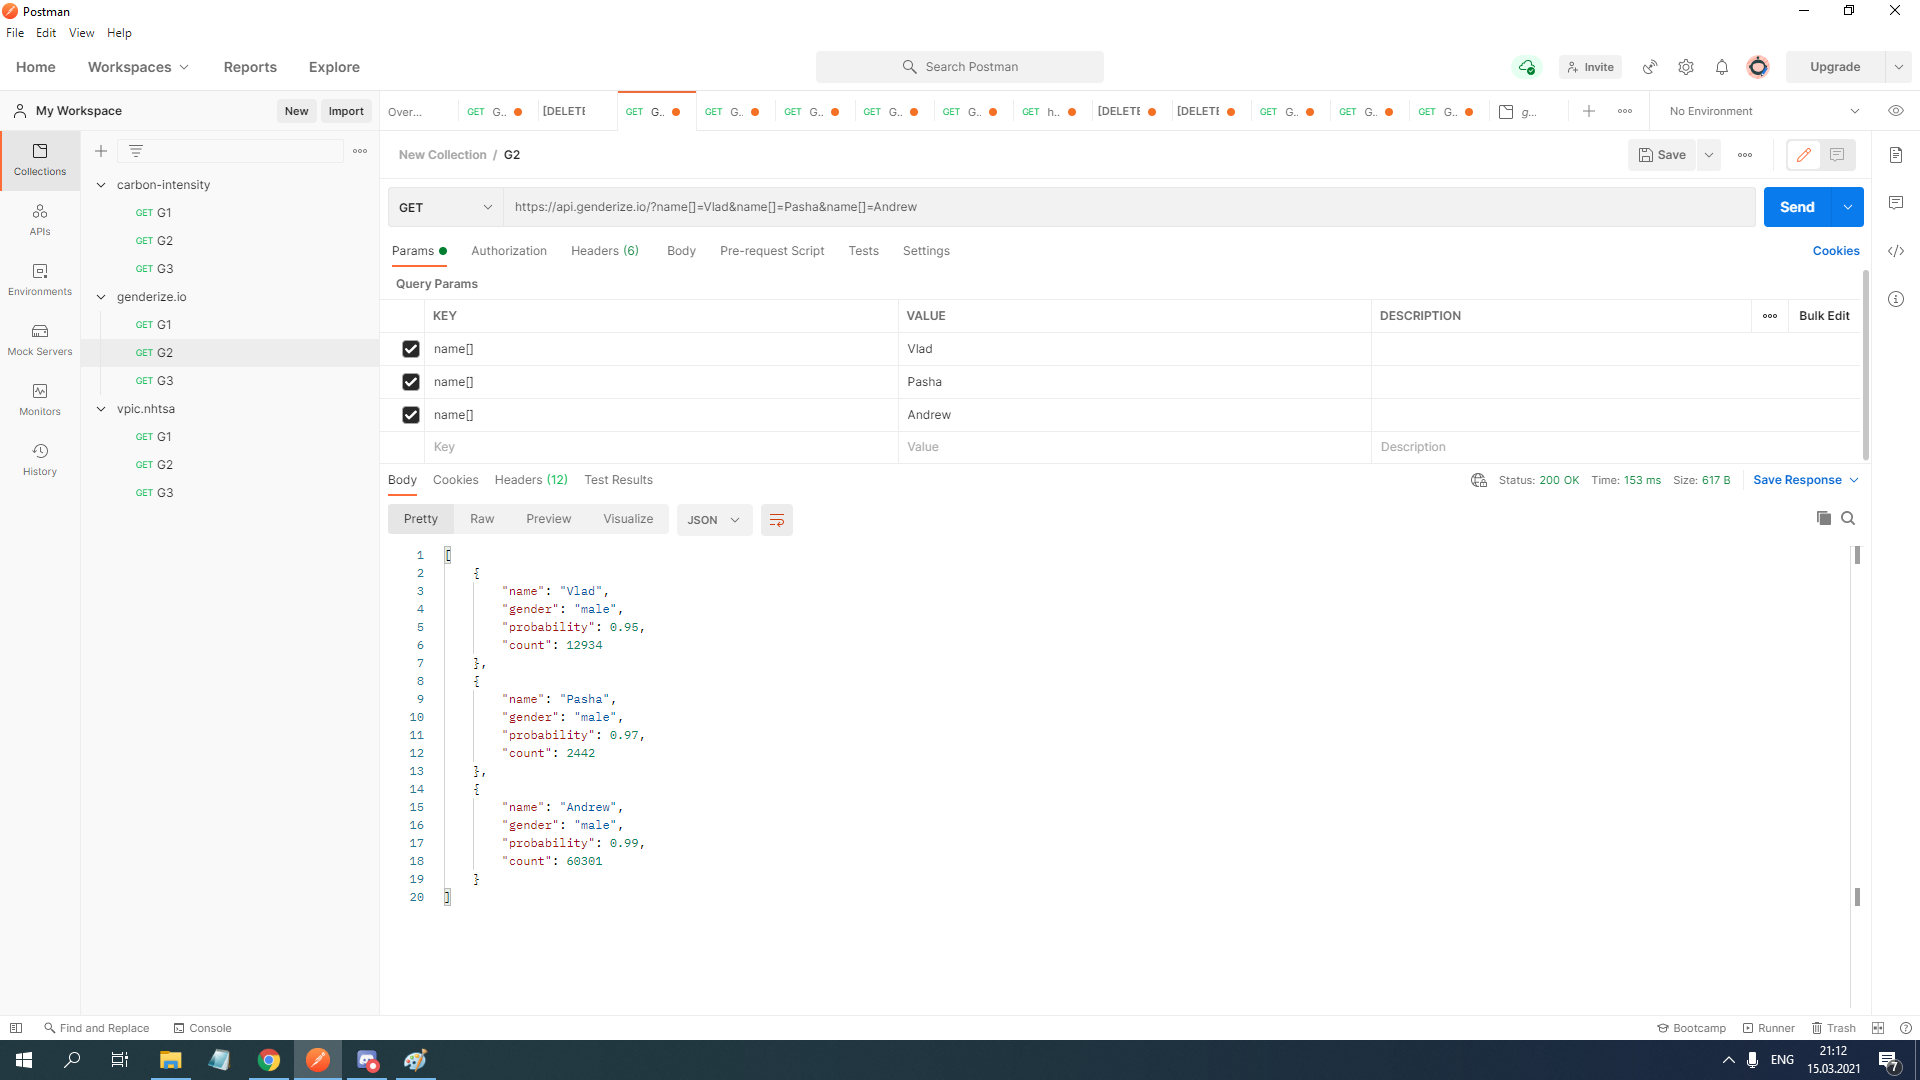 Postman
File Edit View Help
Home Workspaces Reports Explore Search Postman Invite Upgrade
My Workspace New Import Over... GET G.. [DELETE GET G.. GET G.. GET G.. GET G.. GET G.. GET h.. [DELETE [DELETE GET G.. GET G.. GET G.. g... No Environment
New Collection / G2 Save
Collections
APIs
Environments
Mock Servers
Monitors
History
carbon-intensity
GET G1
GET G2
GET G3
genderize.io
GET G1
GET G2
GET G3
vpic.nhtsa
GET G1
GET G2
GET G3
GET https://api.genderize.io/?name[]=Vlad&name[]=Pasha&name[]=Andrew Send
Params Authorization Headers (6) Body Pre-request Script Tests Settings Cookies
Query Params
KEY VALUE DESCRIPTION Bulk Edit
name[] Vlad
name[] Pasha
name[] Andrew
Key Value Description
Body Cookies Headers (12) Test Results Status: 200 OK Time: 153 ms Size: 617 B Save Response
Pretty Raw Preview Visualize JSON
1 [
2 {
3 "name": "Vlad",
4 "gender": "male",
5 "probability": 0.95,
6 "count": 12934
7 },
8 {
9 "name": "Pasha",
10 "gender": "male",
11 "probability": 0.97,
12 "count": 2442
13 },
14 {
15 "name": "Andrew",
16 "gender": "male",
17 "probability": 0.99,
18 "count": 60301
19 }
20 ]
Find and Replace Console Bootcamp Runner Trash
ENG 21:12
15.03.2021 7